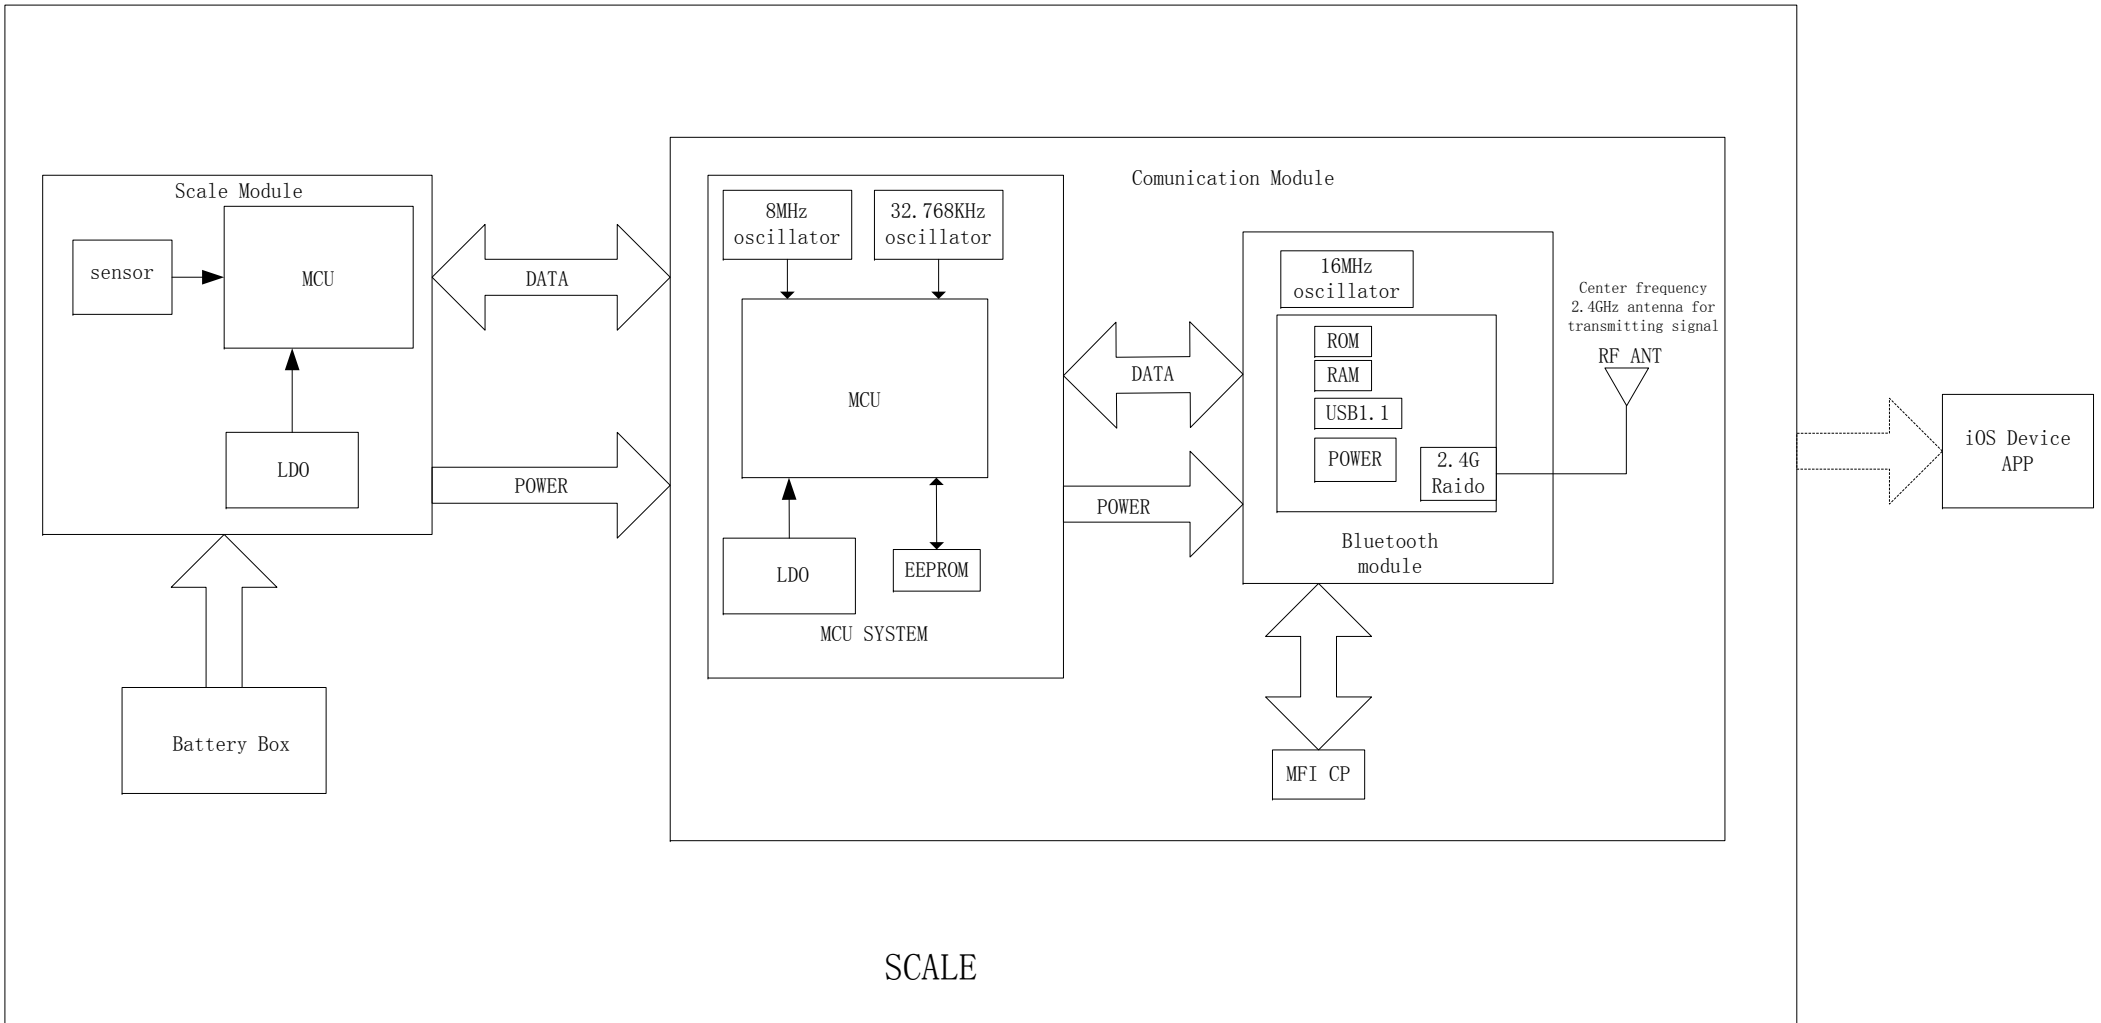 Scale Module
sensor
MCU
LDO
Battery Box
DATA
POWER
Comunication Module
8MHz
oscillator
32.768KHz
oscillator
MCU
LDO
EEPROM
MCU SYSTEM
DATA
POWER
16MHz
oscillator
ROM
RAM
USB1.1
POWER
2.4G
Raido
Bluetooth
module
MFI CP
Center frequency
2.4GHz antenna for
transmitting signal
RF ANT
iOS Device
APP
SCALE